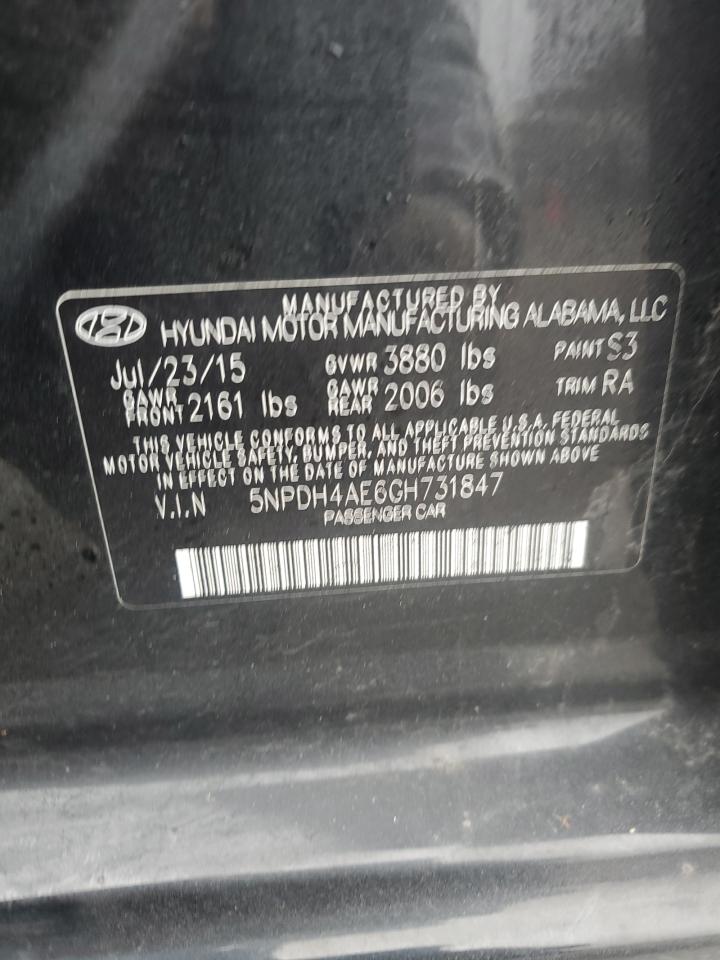 MANUFACTURED BY
HYUNDAI MOTOR MANUFACTURING ALABAMA, LLC
Jul/23/15 GVWR 3880 lbs PAINT S3
GAWR FRONT 2161 lbs GAWR REAR 2006 lbs TRIM RA
THIS VEHICLE CONFORMS TO ALL APPLICABLE U.S.A. FEDERAL
MOTOR VEHICLE SAFETY, BUMPER, AND THEFT PREVENTION STANDARDS
IN EFFECT ON THE DATE OF MANUFACTURE SHOWN ABOVE
V.I.N 5NPDH4AE6GH731847
PASSENGER CAR